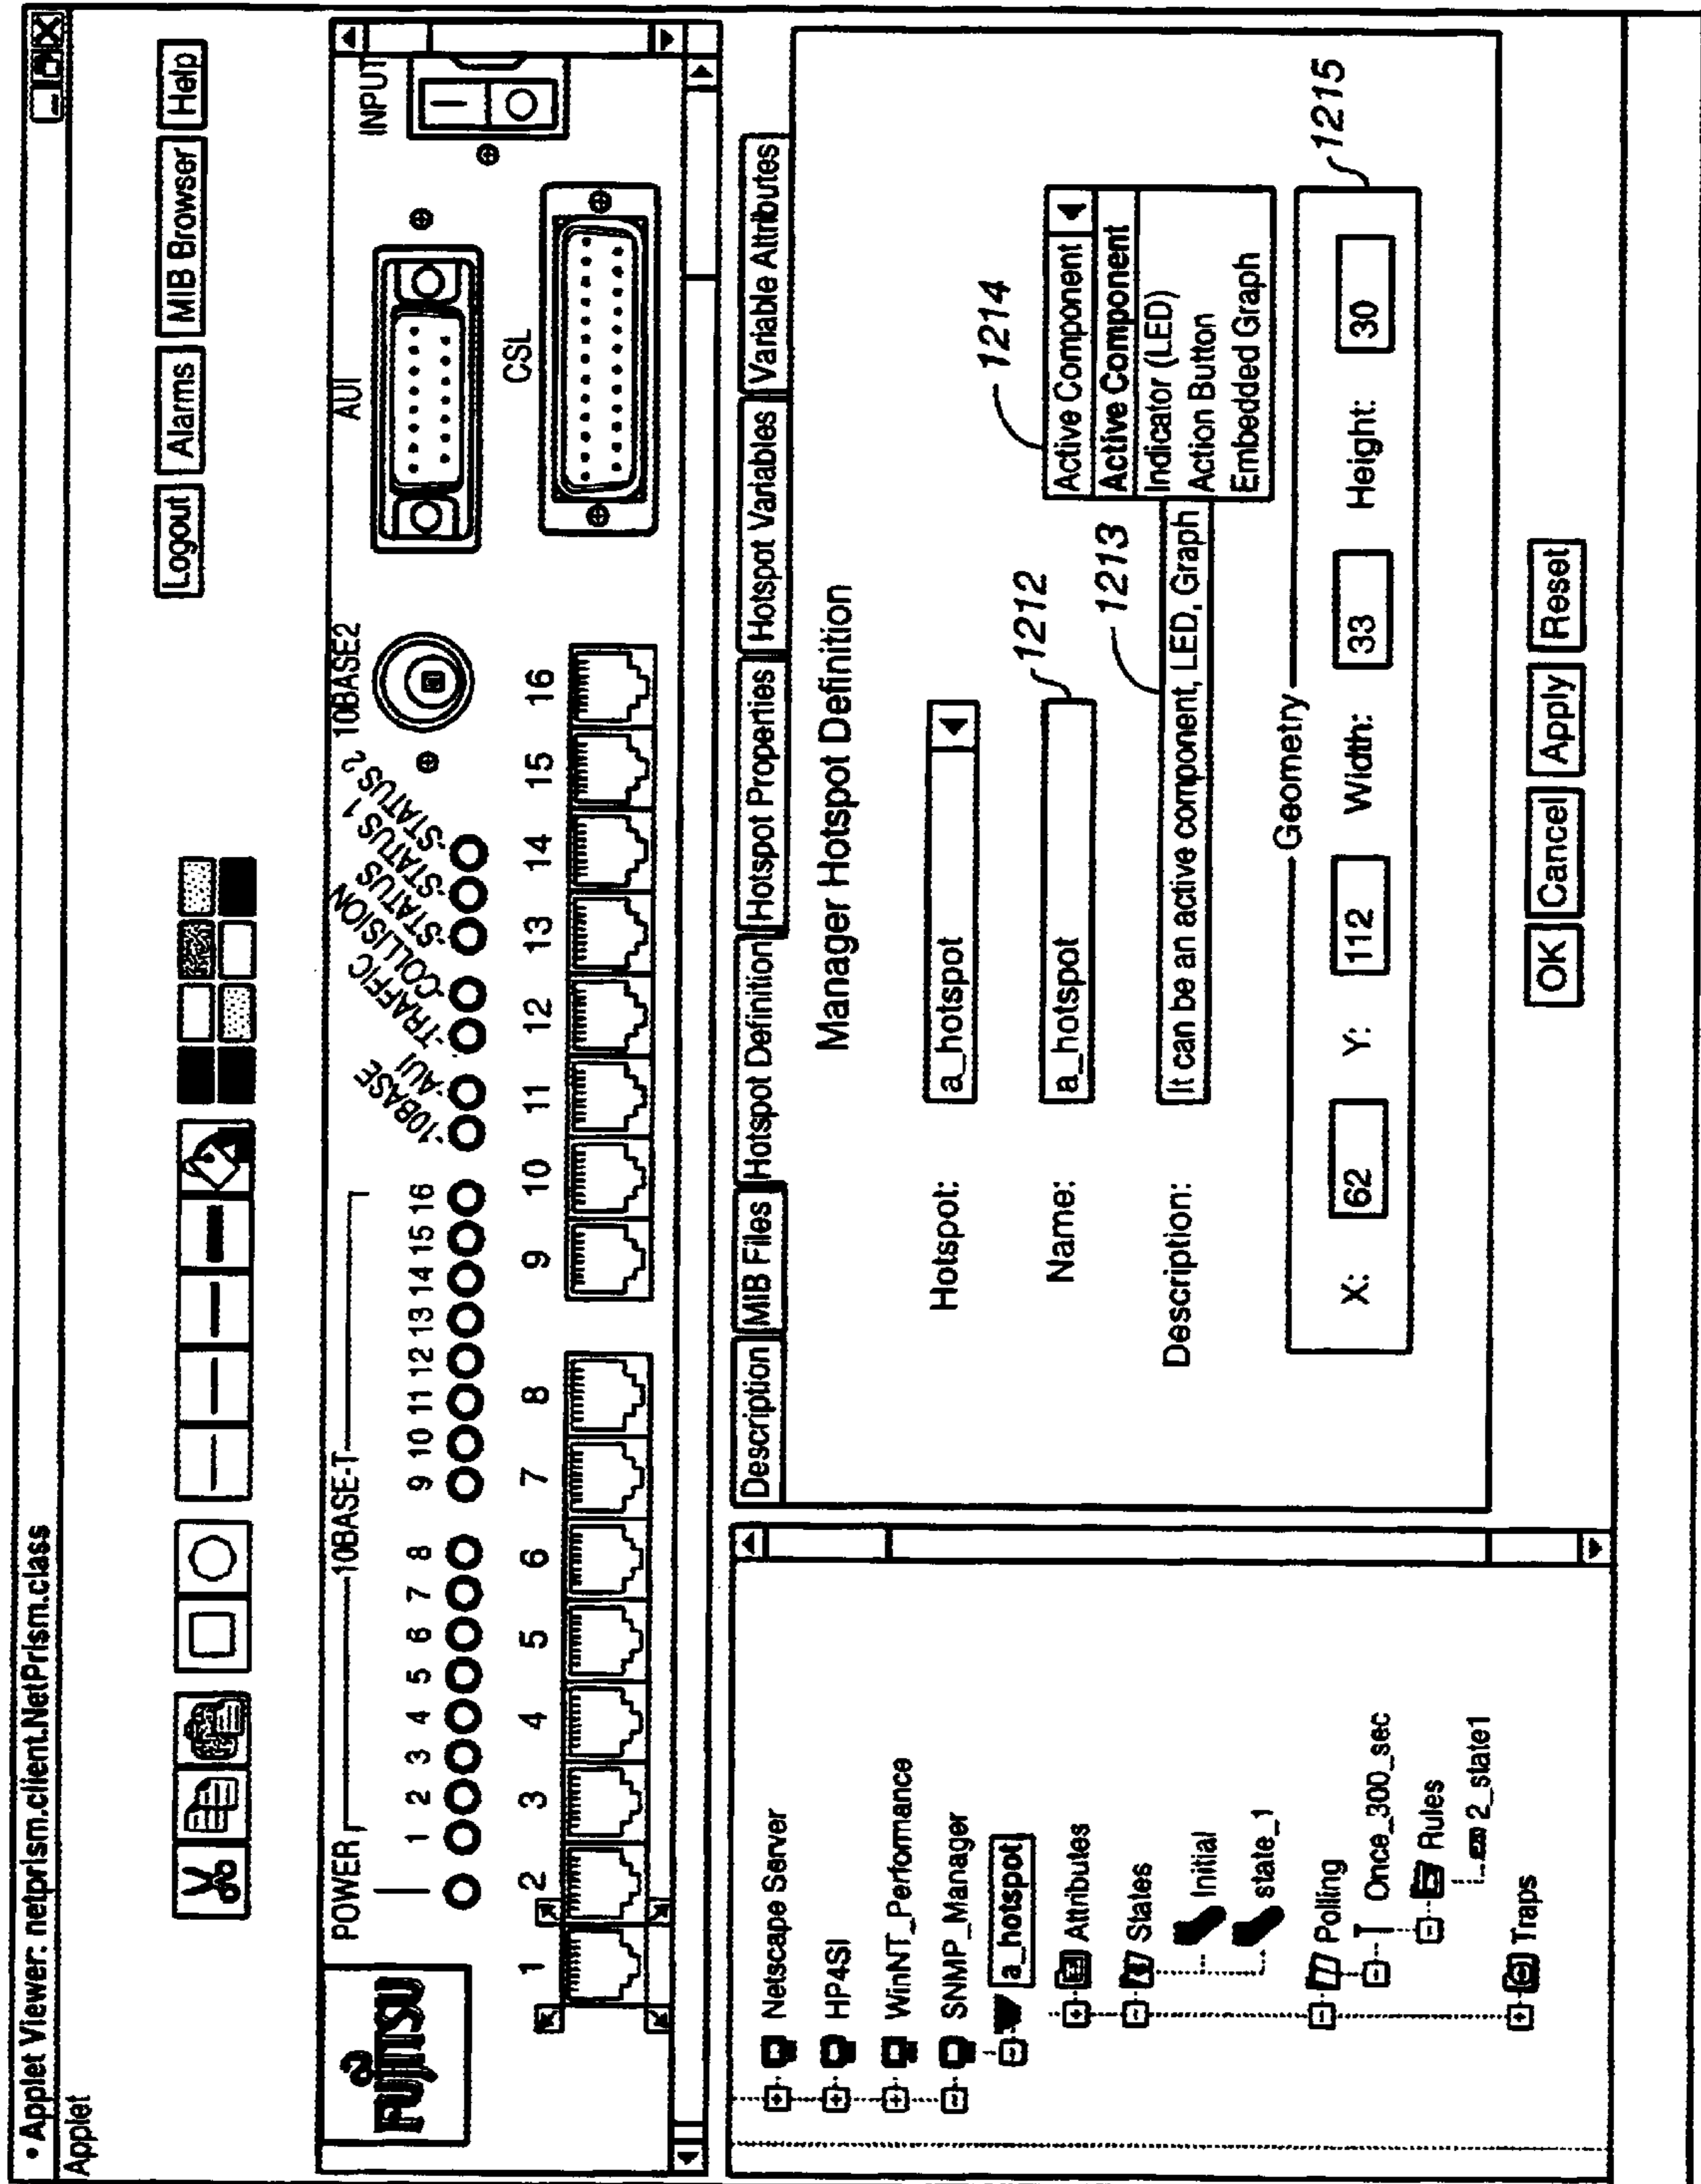 • Applet Viewer: netprism.client.NetPrism.class
Applet
Logout Alarms MIB Browser Help
FUJITSU
POWER 10BASE-T 10BASE AUI TRAFFIC COLLISION STATUS STATUS 1 STATUS 2 10BASE2 AUI INPUT
1 2 3 4 5 6 7 8 9 10 11 12 13 14 15 16
CSL
1 2 3 4 5 6 7 8 9 10 11 12 13 14 15 16
Netscape Server
HP4SI
WinNT_Performance
SNMP_Manager
a_hotspot
Attributes
States
Initial
state_1
Polling
Once_300_sec
Rules
2_state1
Traps
Description MIB Files Hotspot Definition Hotspot Properties Hotspot Variables Variable Attributes
Manager Hotspot Definition
Hotspot: a_hotspot
Name: a_hotspot 1212
Description: It can be an active component, LED, Graph 1213
1214
Active Component
Active Component
Indicator (LED)
Action Button
Embedded Graph
Geometry 1215
X: 62 Y: 112 Width: 33 Height: 30
OK Cancel Apply Reset